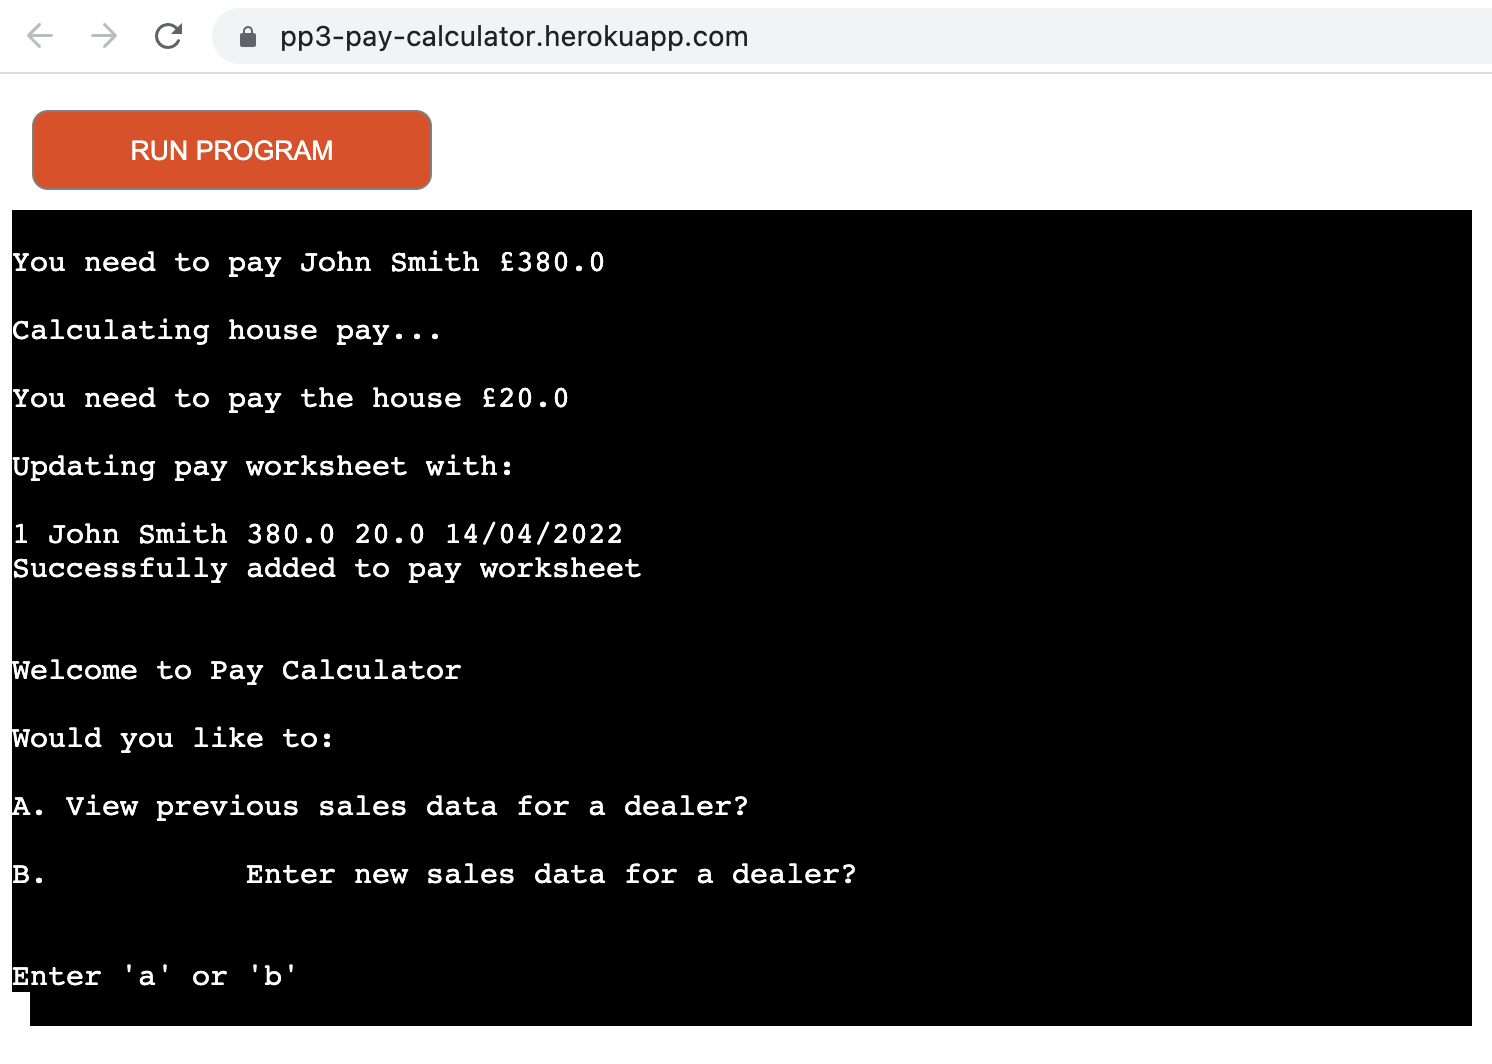 pp3-pay-calculator.herokuapp.com
RUN PROGRAM
You need to pay John Smith £380.0
Calculating house pay...
You need to pay the house £20.0
Updating pay worksheet with:
1 John Smith 380.0 20.0 14/04/2022
Successfully added to pay worksheet
Welcome to Pay Calculator
Would you like to:
A. View previous sales data for a dealer?
B.           Enter new sales data for a dealer?
Enter 'a' or 'b'